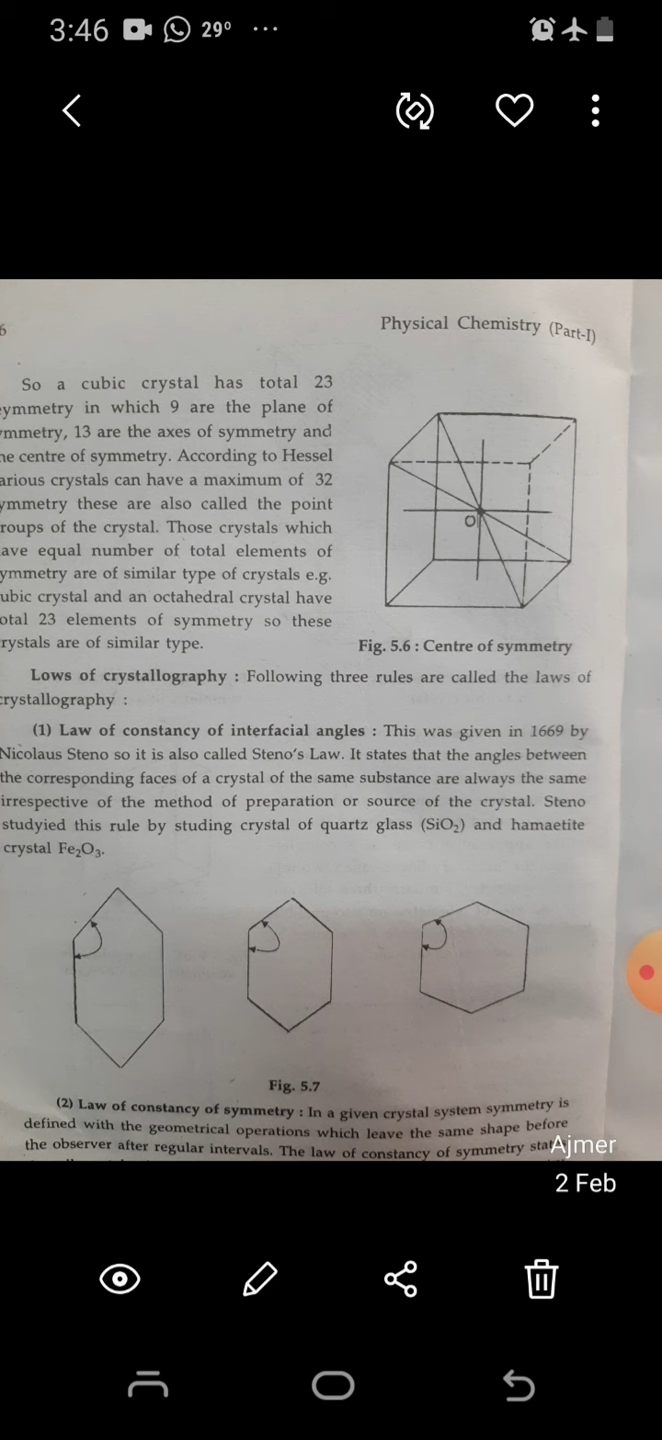 3:46 29° ...
6
Physical Chemistry (Part-I)
So a cubic crystal has total 23
ymmetry in which 9 are the plane of
mmetry, 13 are the axes of symmetry and
ne centre of symmetry. According to Hessel
arious crystals can have a maximum of 32
ymmetry these are also called the point
roups of the crystal. Those crystals which
ave equal number of total elements of
ymmetry are of similar type of crystals e.g.
ubic crystal and an octahedral crystal have
otal 23 elements of symmetry so these
rystals are of similar type.
O
Fig. 5.6 : Centre of symmetry
Lows of crystallography : Following three rules are called the laws of
crystallography :
(1) Law of constancy of interfacial angles : This was given in 1669 by
Nicolaus Steno so it is also called Steno's Law. It states that the angles between
the corresponding faces of a crystal of the same substance are always the same
irrespective of the method of preparation or source of the crystal. Steno
studyied this rule by studing crystal of quartz glass (SiO₂) and hamaetite
crystal Fe₂O₃.
Fig. 5.7
(2) Law of constancy of symmetry : In a given crystal system symmetry is
defined with the geometrical operations which leave the same shape before
the observer after regular intervals. The law of constancy of symmetry stat
Ajmer
2 Feb